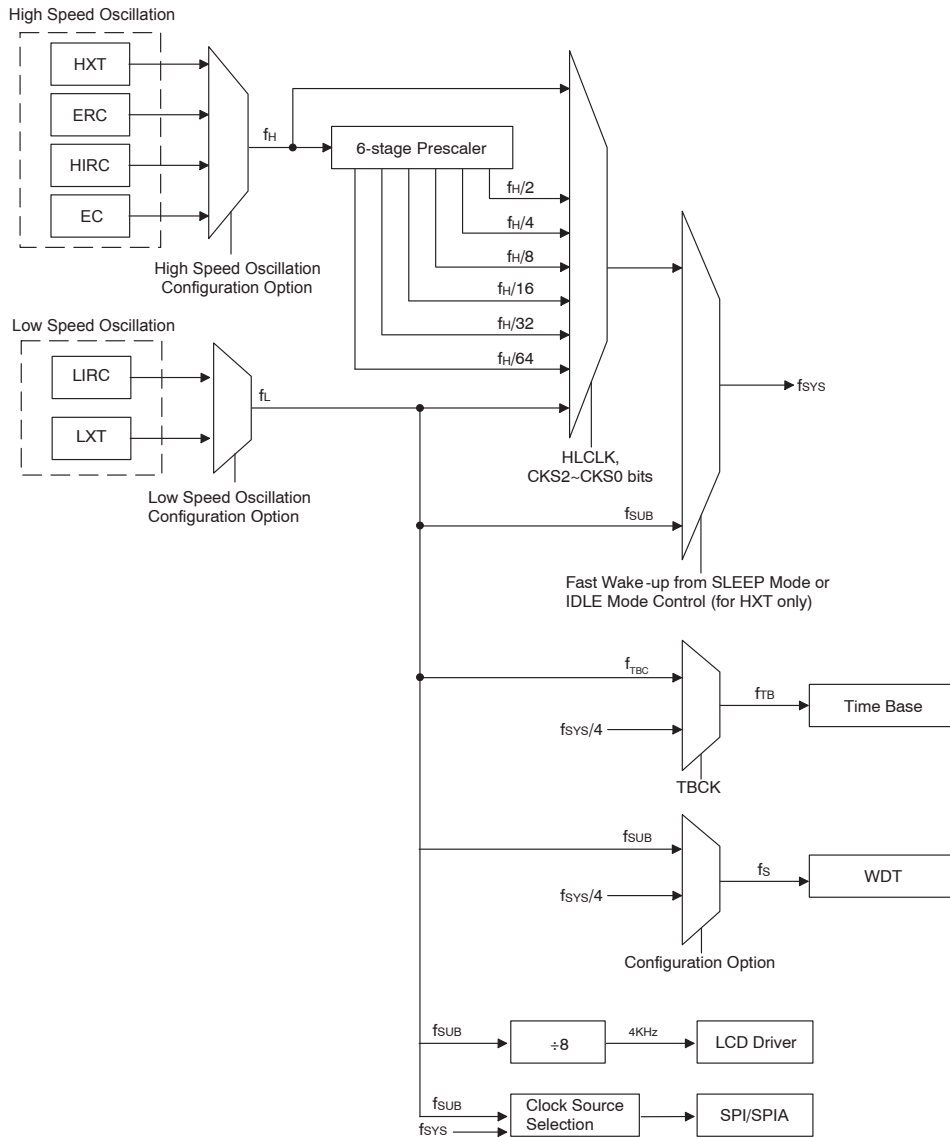 High Speed Oscillation
HXT
ERC
HIRC
EC
fH
6-stage Prescaler
fH/2
fH/4
fH/8
fH/16
fH/32
fH/64
High Speed Oscillation
Configuration Option
Low Speed Oscillation
LIRC
LXT
fL
Low Speed Oscillation
Configuration Option
HLCLK,
CKS2~CKS0 bits
fSYS
fSUB
Fast Wake-up from SLEEP Mode or
IDLE Mode Control (for HXT only)
fTBC
fSYS/4
fTB
Time Base
TBCK
fSUB
fSYS/4
fS
WDT
Configuration Option
fSUB
÷8
4KHz
LCD Driver
fSUB
fSYS
Clock Source
Selection
SPI/SPIA